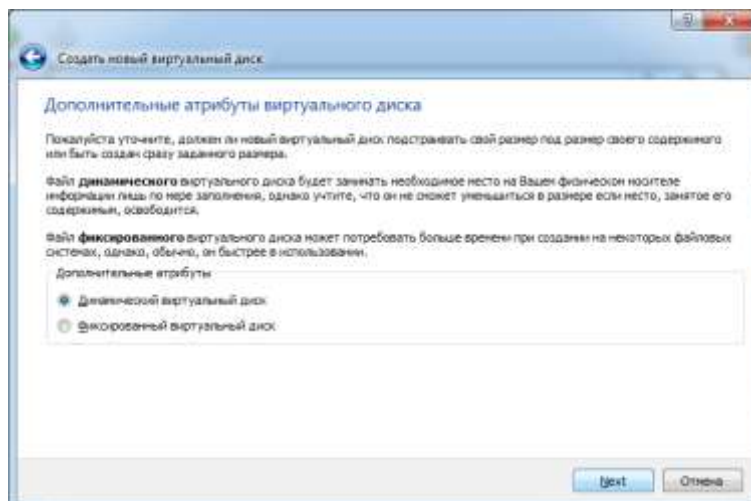 Создать новый виртуальный диск
Дополнительные атрибуты виртуального диска
Пожалуйста уточните, должен ли новый виртуальный диск подстраивать свой размер под размер своего содержимого
или быть создан сразу заданного размера.
Файл динамического виртуального диска будет занимать необходимое место на Вашем физическом носителе
информации лишь по мере заполнения, однако учтите, что он не сможет уменьшиться в размере если место, занятое его
содержимым, освободится.
Файл фиксированного виртуального диска может потребовать больше времени при создании на некоторых файловых
системах, однако, обычно, он быстрее в использовании.
Дополнительные атрибуты
Динамический виртуальный диск
Фиксированный виртуальный диск
Next
Отмена